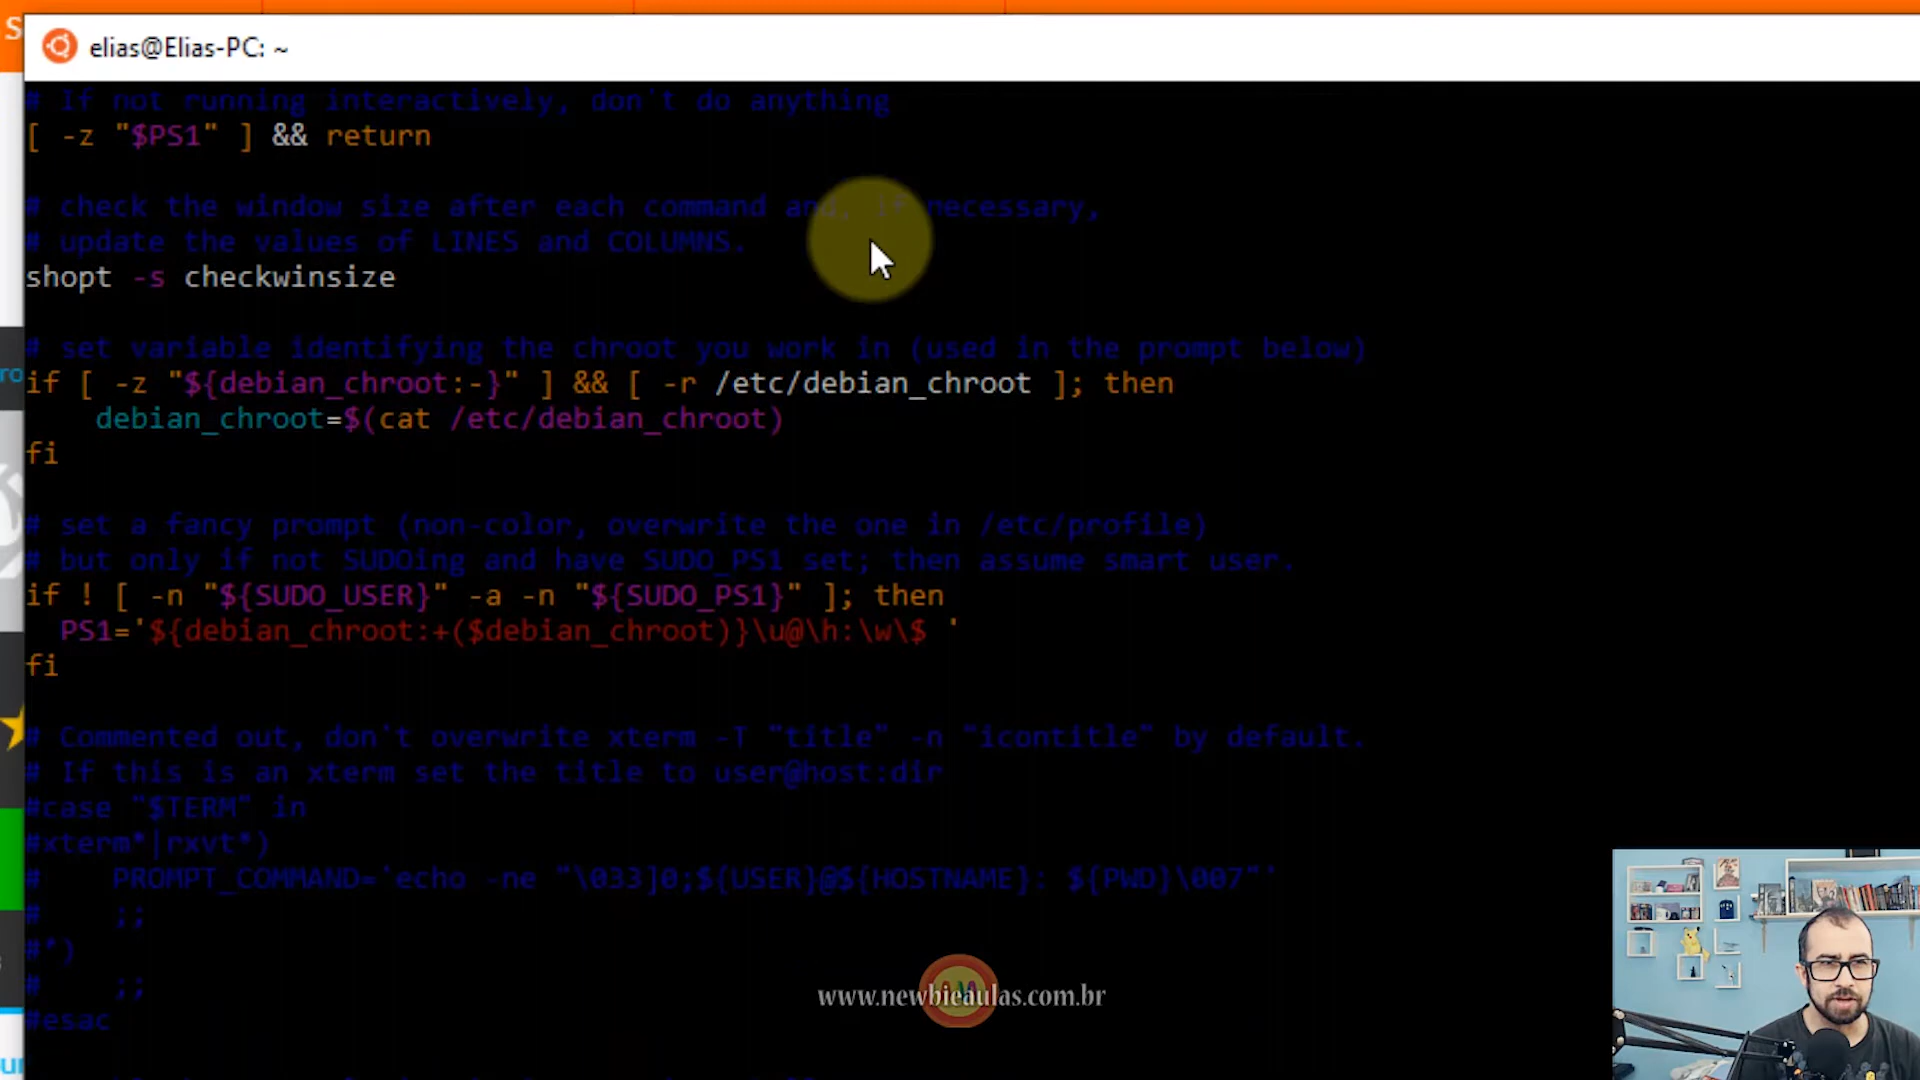 S
elias@Elias-PC: ~
# If not running interactively, don't do anything
[ -z "$PS1" ] && return
# check the window size after each command and, if necessary,
# update the values of LINES and COLUMNS.
shopt -s checkwinsize
# set variable identifying the chroot you work in (used in the prompt below)
ro
if [ -z "${debian_chroot:-}" ] && [ -r /etc/debian_chroot ]; then
debian_chroot=$(cat /etc/debian_chroot)
fi
# set a fancy prompt (non-color, overwrite the one in /etc/profile)
# but only if not SUDOing and have SUDO_PS1 set; then assume smart user.
if ! [ -n "${SUDO_USER}" -a -n "${SUDO_PS1}" ]; then
PS1='${debian_chroot:+($debian_chroot)}\u@\h:\w\$ '
fi
# Commented out, don't overwrite xterm -T "title" -n "icontitle" by default.
# If this is an xterm set the title to user@host:dir
#case "$TERM" in
#xterm*|rxvt*)
#    PROMPT_COMMAND='echo -ne "\033]0;${USER}@${HOSTNAME}: ${PWD}\007"'
#    ;;
#*)
#    ;;
#esac
www.newbieaulas.com.br